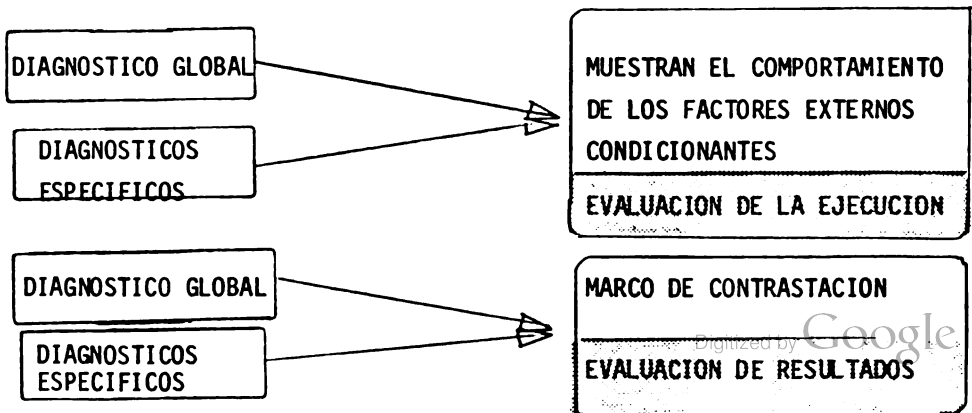 DIAGNOSTICO GLOBAL
DIAGNOSTICOS
ESPECIFICOS
MUESTRAN EL COMPORTAMIENTO
DE LOS FACTORES EXTERNOS
CONDICIONANTES
EVALUACION DE LA EJECUCION
DIAGNOSTICO GLOBAL
DIAGNOSTICOS
ESPECIFICOS
MARCO DE CONTRASTACION
Digitized by Google
EVALUACION DE RESULTADOS